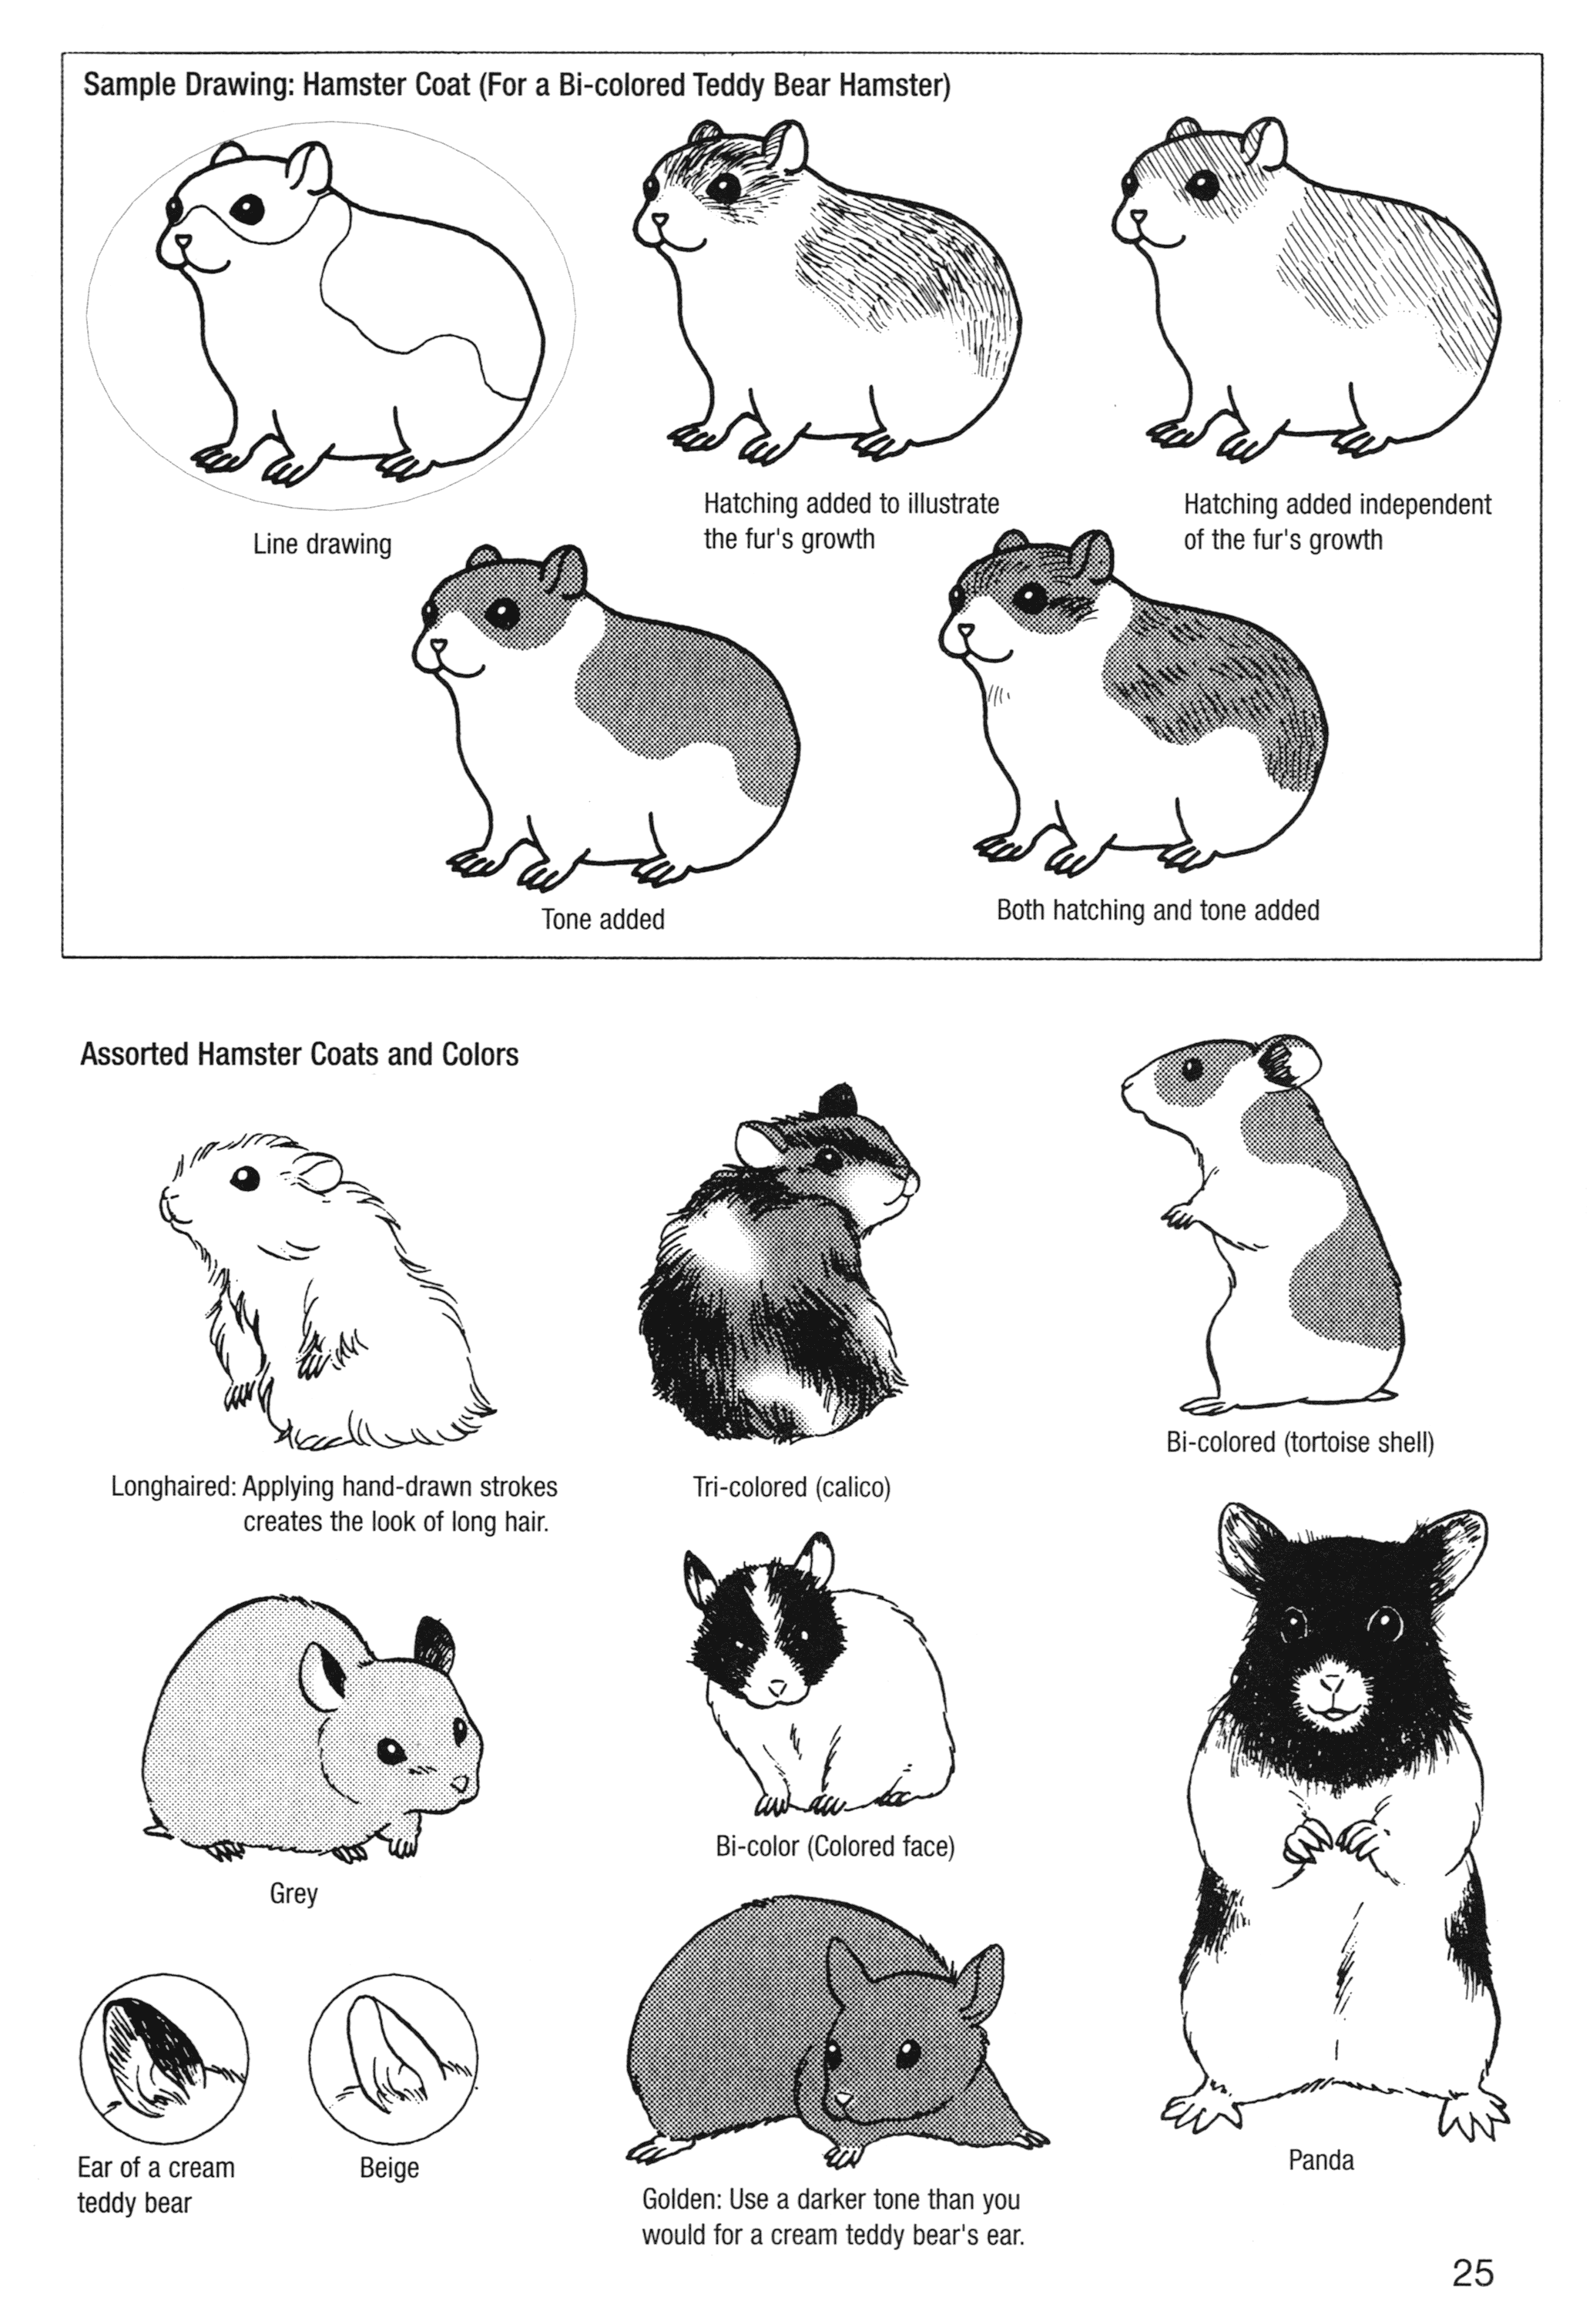 Sample Drawing: Hamster Coat (For a Bi-colored Teddy Bear Hamster)
Line drawing
Hatching added to illustrate
the fur's growth
Hatching added independent
of the fur's growth
Tone added
Both hatching and tone added
Assorted Hamster Coats and Colors
Longhaired: Applying hand-drawn strokes
creates the look of long hair.
Tri-colored (calico)
Bi-colored (tortoise shell)
Grey
Bi-color (Colored face)
Ear of a cream
teddy bear
Beige
Golden: Use a darker tone than you
would for a cream teddy bear's ear.
Panda
25